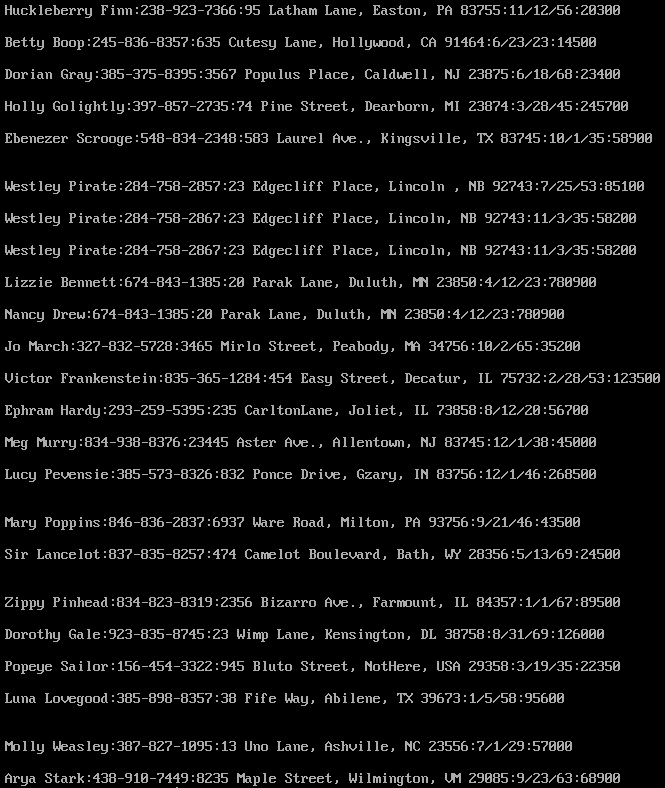 Huckleberry Finn:238-923-7366:95 Latham Lane, Easton, PA 83755:11/12/56:20300
Betty Boop:245-836-8357:635 Cutesy Lane, Hollywood, CA 91464:6/23/23:14500
Dorian Gray:385-375-8395:3567 Populus Place, Caldwell, NJ 23875:6/18/68:23400
Holly Golightly:397-857-2735:74 Pine Street, Dearborn, MI 23874:3/28/45:245700
Ebenezer Scrooge:548-834-2348:583 Laurel Ave., Kingsville, TX 83745:10/1/35:58900
Westley Pirate:284-758-2857:23 Edgecliff Place, Lincoln , NB 92743:7/25/53:85100
Westley Pirate:284-758-2867:23 Edgecliff Place, Lincoln, NB 92743:11/3/35:58200
Westley Pirate:284-758-2867:23 Edgecliff Place, Lincoln, NB 92743:11/3/35:58200
Lizzie Bennett:674-843-1385:20 Parak Lane, Duluth, MN 23850:4/12/23:780900
Nancy Drew:674-843-1385:20 Parak Lane, Duluth, MN 23850:4/12/23:780900
Jo March:327-832-5728:3465 Mirlo Street, Peabody, MA 34756:10/2/65:35200
Victor Frankenstein:835-365-1284:454 Easy Street, Decatur, IL 75732:2/28/53:123500
Ephram Hardy:293-259-5395:235 CarltonLane, Joliet, IL 73858:8/12/20:56700
Meg Murry:834-938-8376:23445 Aster Ave., Allentown, NJ 83745:12/1/38:45000
Lucy Pevensie:385-573-8326:832 Ponce Drive, Gzary, IN 83756:12/1/46:268500
Mary Poppins:846-836-2837:6937 Ware Road, Milton, PA 93756:9/21/46:43500
Sir Lancelot:837-835-8257:474 Camelot Boulevard, Bath, WY 28356:5/13/69:24500
Zippy Pinhead:834-823-8319:2356 Bizarro Ave., Farmount, IL 84357:1/1/67:89500
Dorothy Gale:923-835-8745:23 Wimp Lane, Kensington, DL 38758:8/31/69:126000
Popeye Sailor:156-454-3322:945 Bluto Street, NotHere, USA 29358:3/19/35:22350
Luna Lovegood:385-898-8357:38 Fife Way, Abilene, TX 39673:1/5/58:95600
Molly Weasley:387-827-1095:13 Uno Lane, Ashville, NC 23556:7/1/29:57000
Arya Stark:438-910-7449:8235 Maple Street, Wilmington, VM 29085:9/23/63:68900